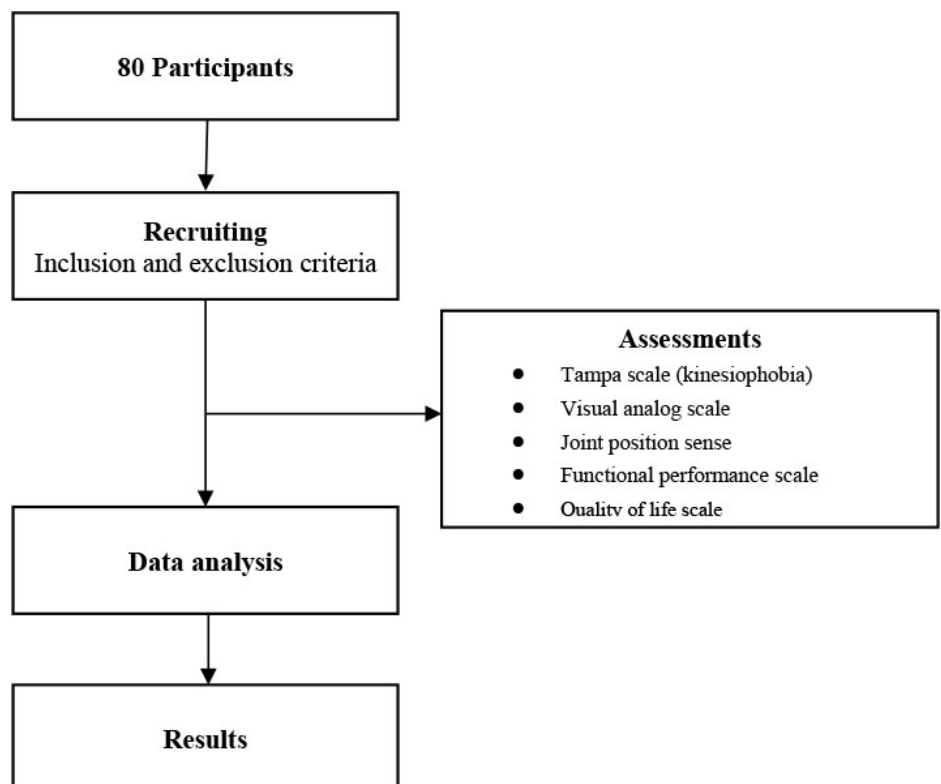 80 Participants
Recruiting
Inclusion and exclusion criteria
Assessments
● Tampa scale (kinesiophobia)
● Visual analog scale
● Joint position sense
● Functional performance scale
● Quality of life scale
Data analysis
Results